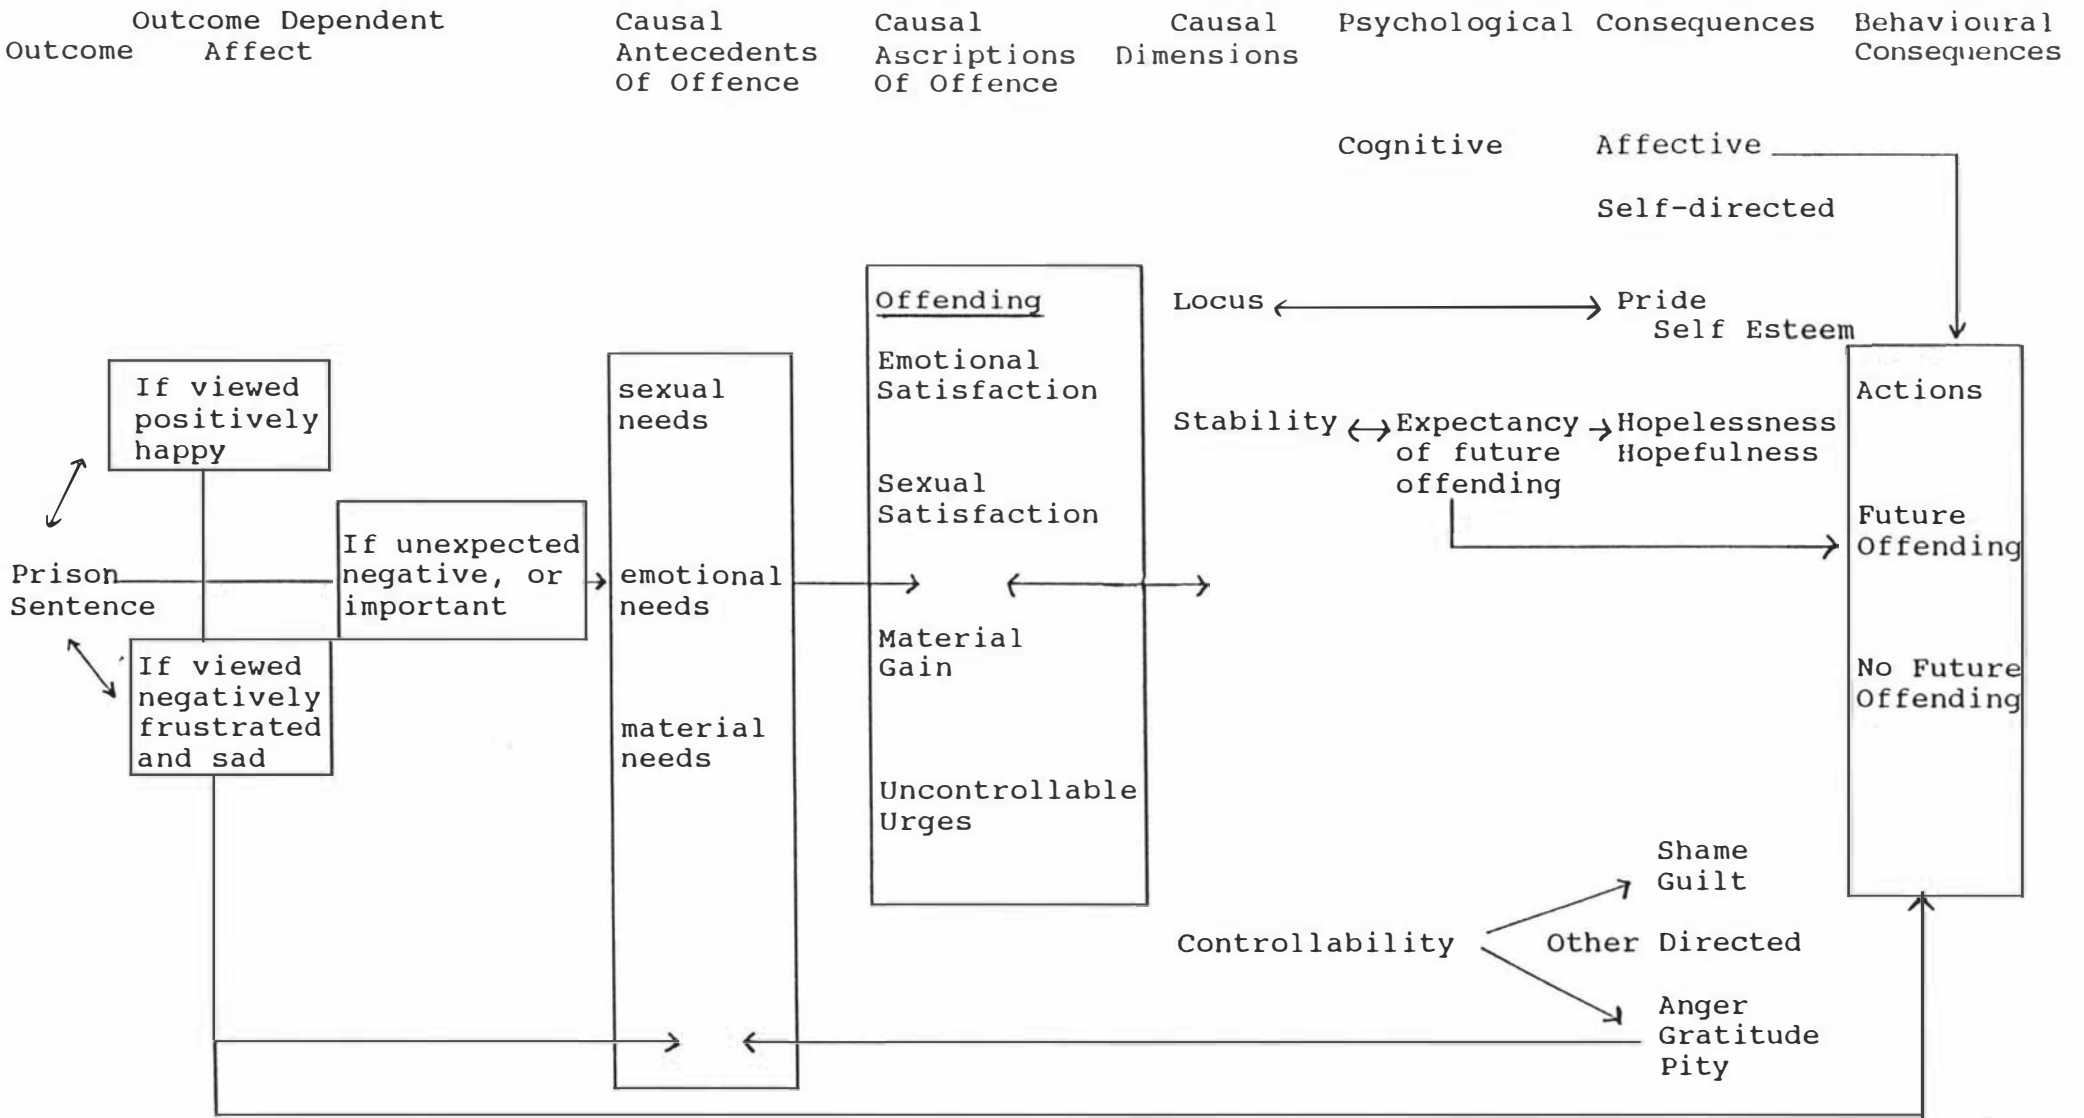 Outcome Dependent
Outcome Affect
Causal
Antecedents
Of Offence
Causal
Ascriptions
Of Offence
Causal
Dimensions
Psychological Consequences
Behavioural
Consequences
Cognitive
Affective
Self-directed
If viewed
positively
happy
Prison
Sentence
If unexpected
negative, or
important
If viewed
negatively
frustrated
and sad
sexual
needs
emotional
needs
material
needs
Offending
Emotional
Satisfaction
Sexual
Satisfaction
Material
Gain
Uncontrollable
Urges
Locus
Pride
Self Esteem
Stability
Expectancy
of future
offending
Hopelessness
Hopefulness
Controllability
Shame
Guilt
Other Directed
Anger
Gratitude
Pity
Actions
Future
Offending
No Future
Offending